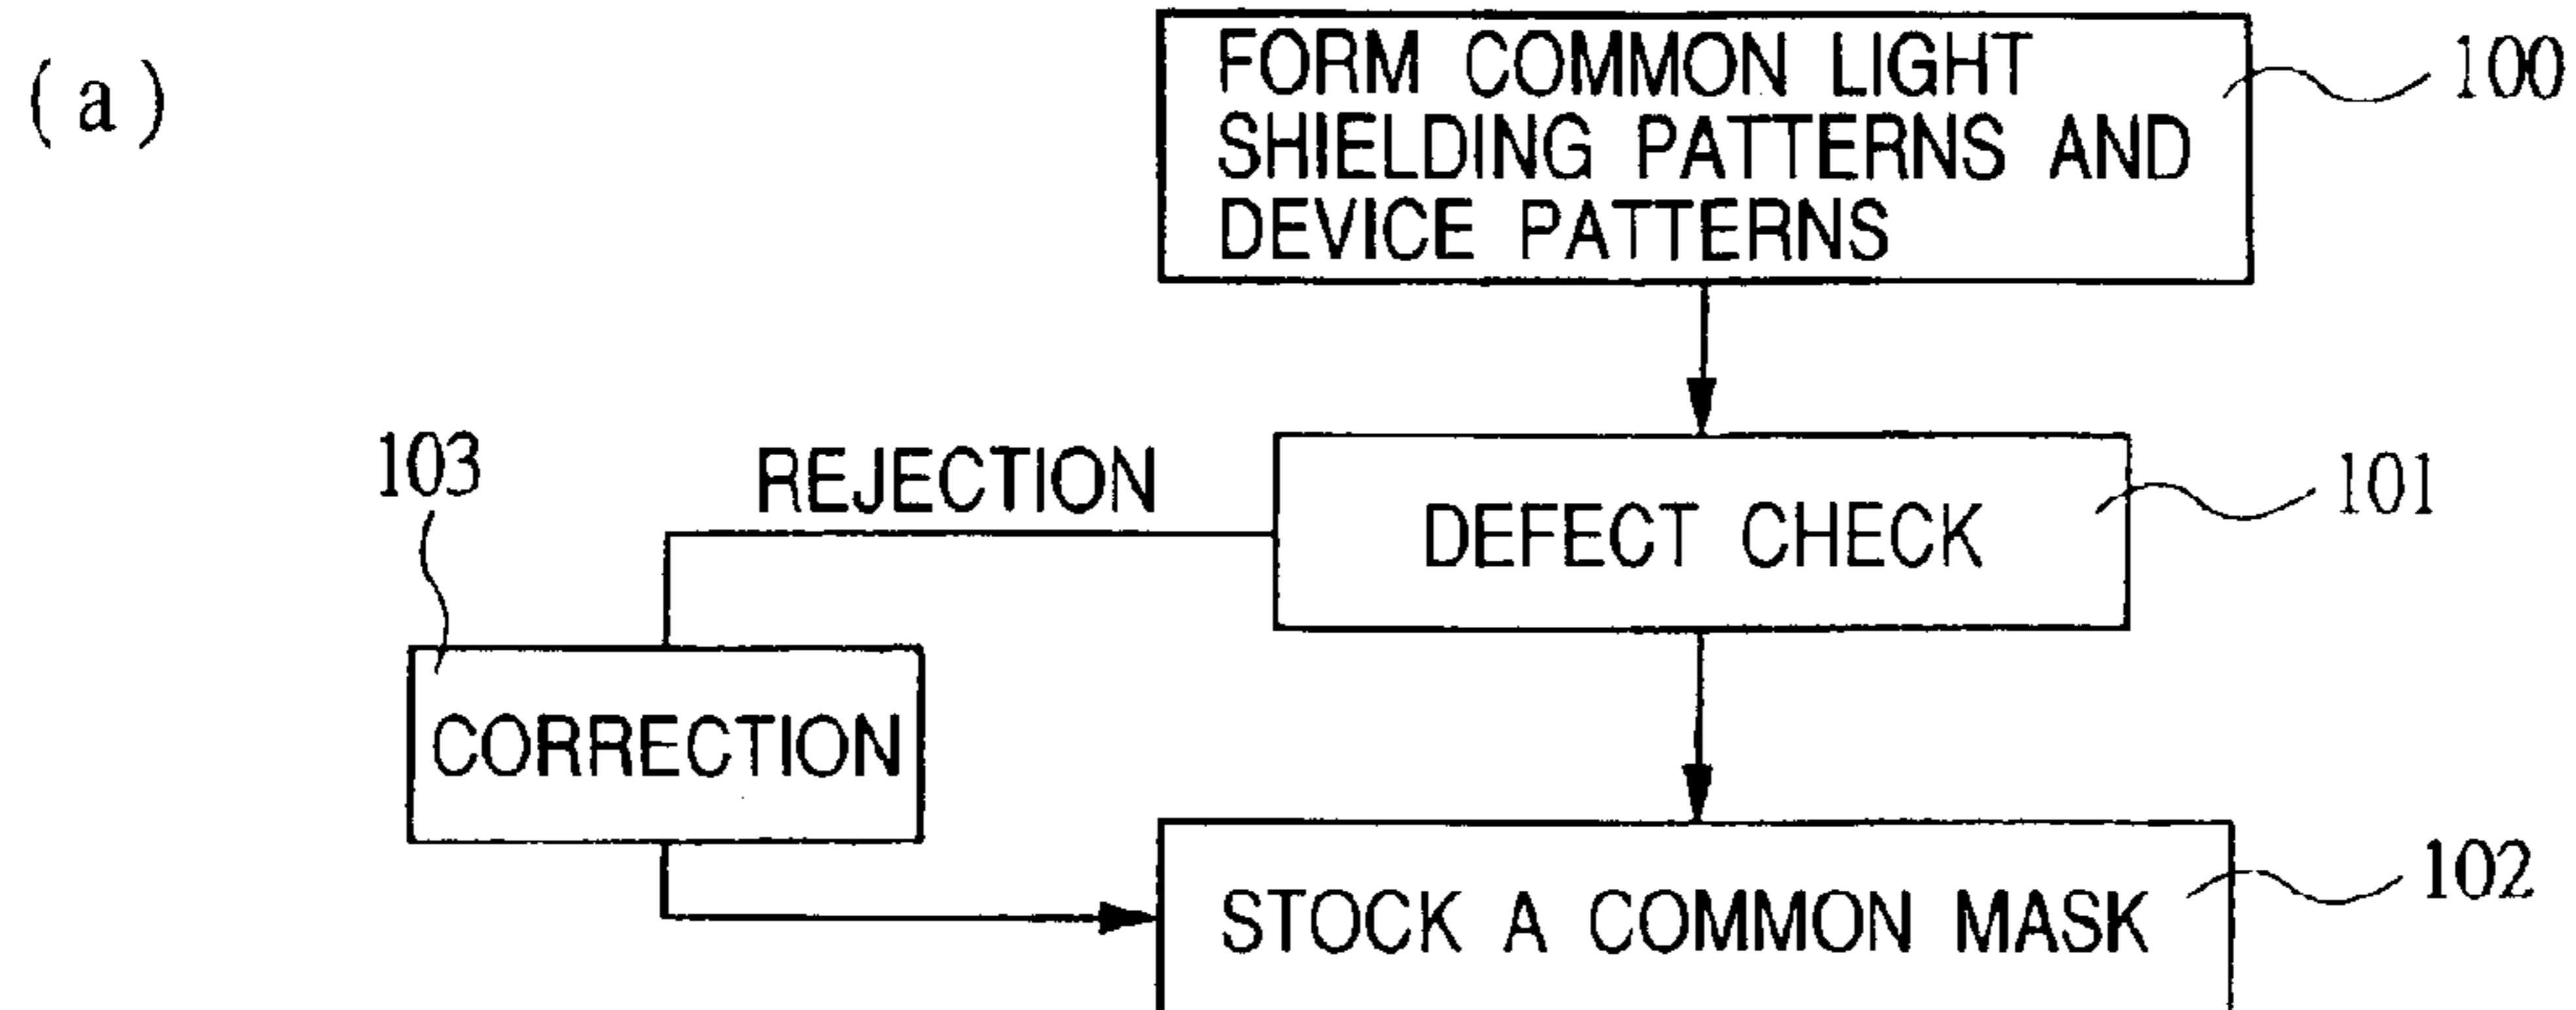 (a)
FORM COMMON LIGHT
SHIELDING PATTERNS AND
DEVICE PATTERNS
100
103
REJECTION
DEFECT CHECK
101
CORRECTION
STOCK A COMMON MASK
102